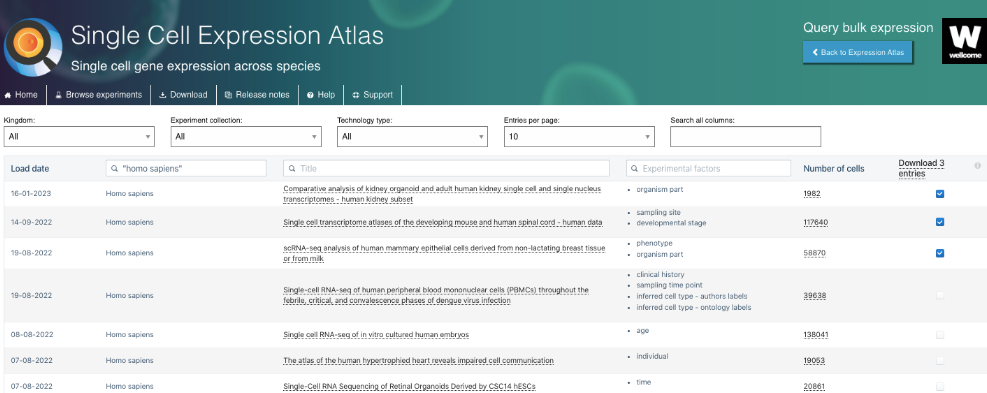 Single Cell Expression Atlas
Single cell gene expression across species
Query bulk expression
Back to Expression Atlas
W
wellcome
Home
Browse experiments
Download
Release notes
Help
Support
Kingdom:
All
Experiment collection:
All
Technology type:
All
Entries per page:
10
Search all columns:
Load date
"homo sapiens"
Title
Experimental factors
Number of cells
Download 3
entries
16-01-2023
Homo sapiens
Comparative analysis of kidney organoid and adult human kidney single cell and single nucleus
transcriptomes - human kidney subset
organism part
1982
14-09-2022
Homo sapiens
Single cell transcriptome atlases of the developing mouse and human spinal cord - human data
sampling site
developmental stage
117640
19-08-2022
Homo sapiens
scRNA-seq analysis of human mammary epithelial cells derived from non-lactating breast tissue
or from milk
phenotype
organism part
58870
19-08-2022
Homo sapiens
Single-cell RNA-seq of human peripheral blood mononuclear cells (PBMCs) throughout the
febrile, critical, and convalescence phases of dengue virus infection
clinical history
sampling time point
inferred cell type - authors labels
inferred cell type - ontology labels
39638
08-08-2022
Homo sapiens
Single cell RNA-seq of in vitro cultured human embryos
age
138041
07-08-2022
Homo sapiens
The atlas of the human hypertrophied heart reveals impaired cell communication
individual
19053
07-08-2022
Homo sapiens
Single-Cell RNA Sequencing of Retinal Organoids Derived by CSC14 hESCs
time
20861